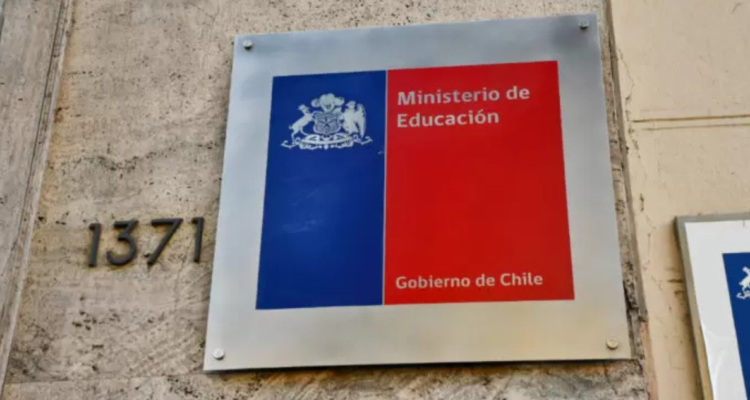 1371
Ministerio de
Educación
Gobierno de Chile